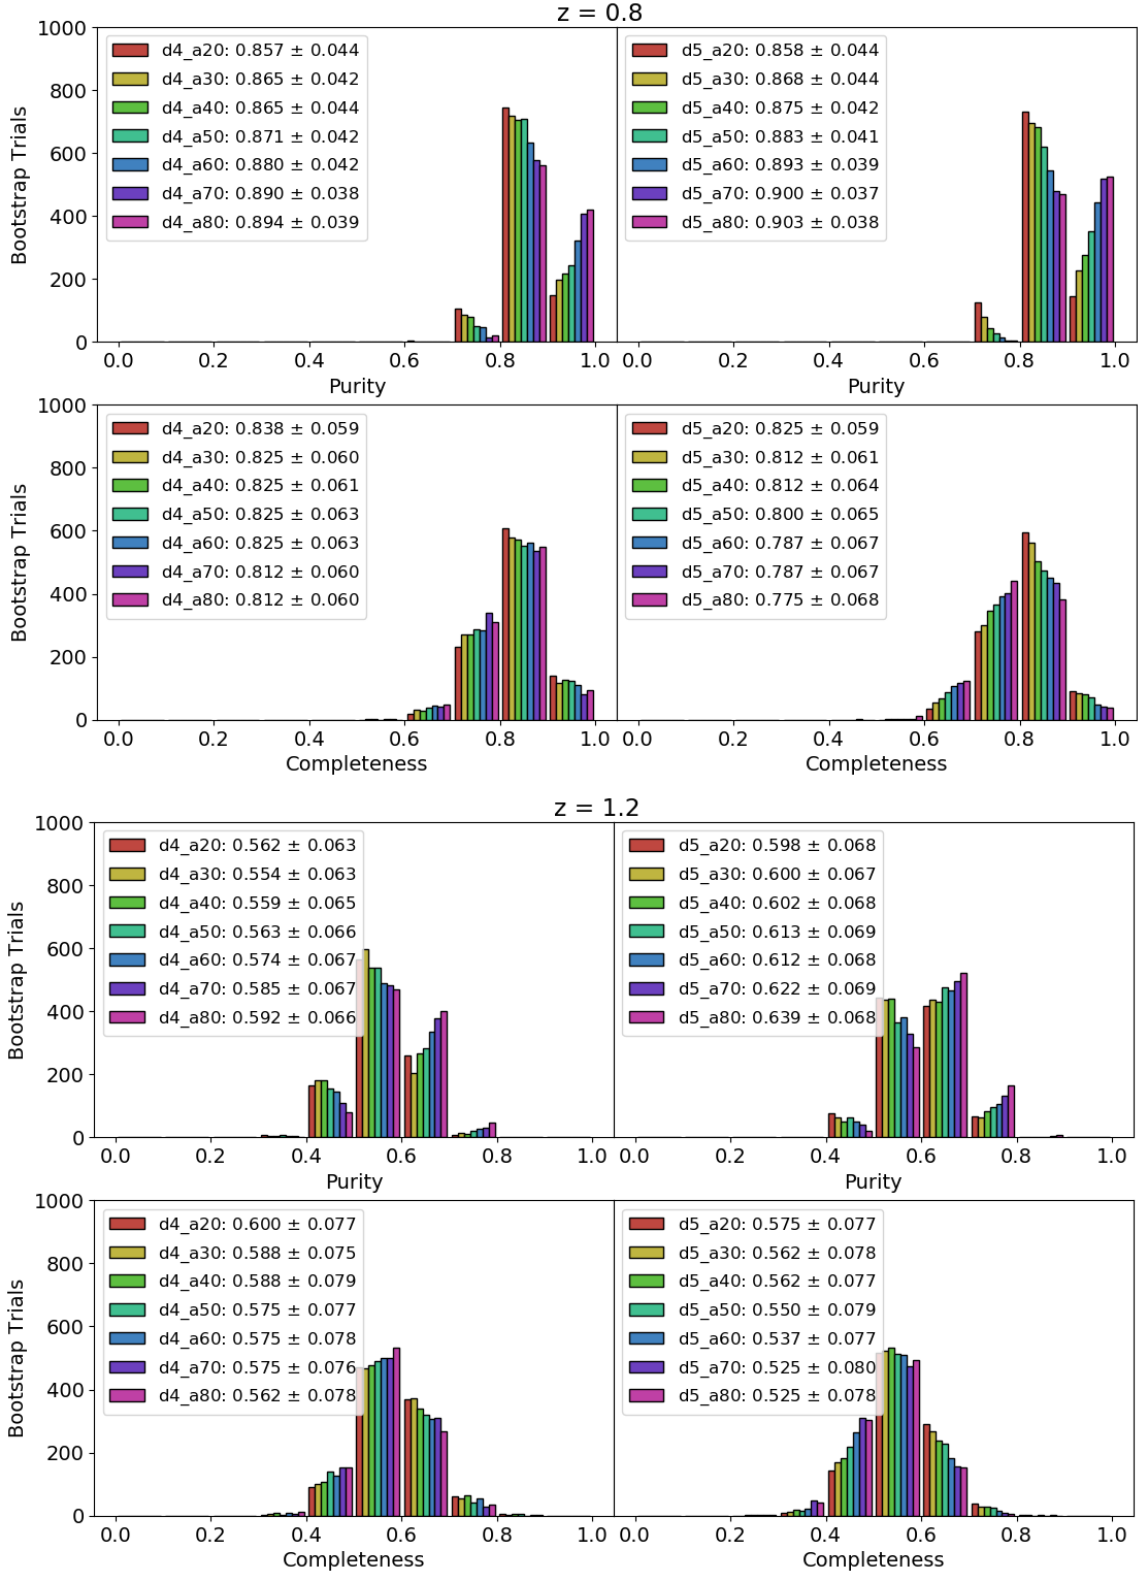 z = 0.8
1000
800
600
400
200
0
Bootstrap Trials
d4_a20: 0.857 ± 0.044
d4_a30: 0.865 ± 0.042
d4_a40: 0.865 ± 0.044
d4_a50: 0.871 ± 0.042
d4_a60: 0.880 ± 0.042
d4_a70: 0.890 ± 0.038
d4_a80: 0.894 ± 0.039
0.0 0.2 0.4 0.6 0.8 1.0
Purity
d5_a20: 0.858 ± 0.044
d5_a30: 0.868 ± 0.044
d5_a40: 0.875 ± 0.042
d5_a50: 0.883 ± 0.041
d5_a60: 0.893 ± 0.039
d5_a70: 0.900 ± 0.037
d5_a80: 0.903 ± 0.038
0.0 0.2 0.4 0.6 0.8 1.0
Purity
1000
800
600
400
200
0
Bootstrap Trials
d4_a20: 0.838 ± 0.059
d4_a30: 0.825 ± 0.060
d4_a40: 0.825 ± 0.061
d4_a50: 0.825 ± 0.063
d4_a60: 0.825 ± 0.063
d4_a70: 0.812 ± 0.060
d4_a80: 0.812 ± 0.060
0.0 0.2 0.4 0.6 0.8 1.0
Completeness
d5_a20: 0.825 ± 0.059
d5_a30: 0.812 ± 0.061
d5_a40: 0.812 ± 0.064
d5_a50: 0.800 ± 0.065
d5_a60: 0.787 ± 0.067
d5_a70: 0.787 ± 0.067
d5_a80: 0.775 ± 0.068
0.0 0.2 0.4 0.6 0.8 1.0
Completeness
z = 1.2
1000
800
600
400
200
0
Bootstrap Trials
d4_a20: 0.562 ± 0.063
d4_a30: 0.554 ± 0.063
d4_a40: 0.559 ± 0.065
d4_a50: 0.563 ± 0.066
d4_a60: 0.574 ± 0.067
d4_a70: 0.585 ± 0.067
d4_a80: 0.592 ± 0.066
0.0 0.2 0.4 0.6 0.8 1.0
Purity
d5_a20: 0.598 ± 0.068
d5_a30: 0.600 ± 0.067
d5_a40: 0.602 ± 0.068
d5_a50: 0.613 ± 0.069
d5_a60: 0.612 ± 0.068
d5_a70: 0.622 ± 0.069
d5_a80: 0.639 ± 0.068
0.0 0.2 0.4 0.6 0.8 1.0
Purity
1000
800
600
400
200
0
Bootstrap Trials
d4_a20: 0.600 ± 0.077
d4_a30: 0.588 ± 0.075
d4_a40: 0.588 ± 0.079
d4_a50: 0.575 ± 0.077
d4_a60: 0.575 ± 0.078
d4_a70: 0.575 ± 0.076
d4_a80: 0.562 ± 0.078
0.0 0.2 0.4 0.6 0.8 1.0
Completeness
d5_a20: 0.575 ± 0.077
d5_a30: 0.562 ± 0.078
d5_a40: 0.562 ± 0.077
d5_a50: 0.550 ± 0.079
d5_a60: 0.537 ± 0.077
d5_a70: 0.525 ± 0.080
d5_a80: 0.525 ± 0.078
0.0 0.2 0.4 0.6 0.8 1.0
Completeness